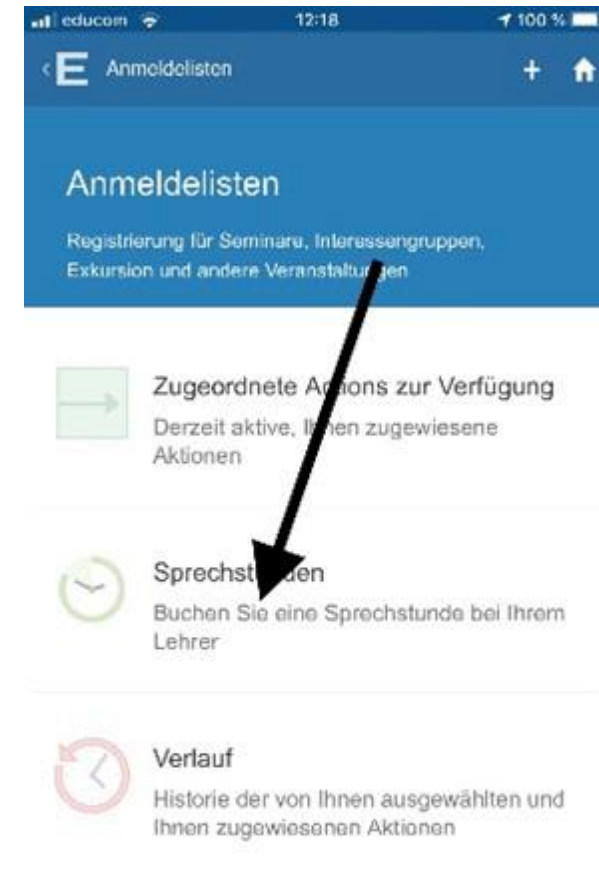 educom 12:18 100 %
E Anmeldelisten
Anmeldelisten
Registrierung für Seminare, Interessengruppen,
Exkursion und andere Veranstaltungen
Zugeordnete Actions zur Verfügung
Derzeit aktive, Ihnen zugewiesene
Aktionen
Sprechstunden
Buchen Sie eine Sprechstunde bei Ihrem
Lehrer
Verlauf
Historie der von Ihnen ausgewählten und
Ihnen zugewiesenen Aktionen